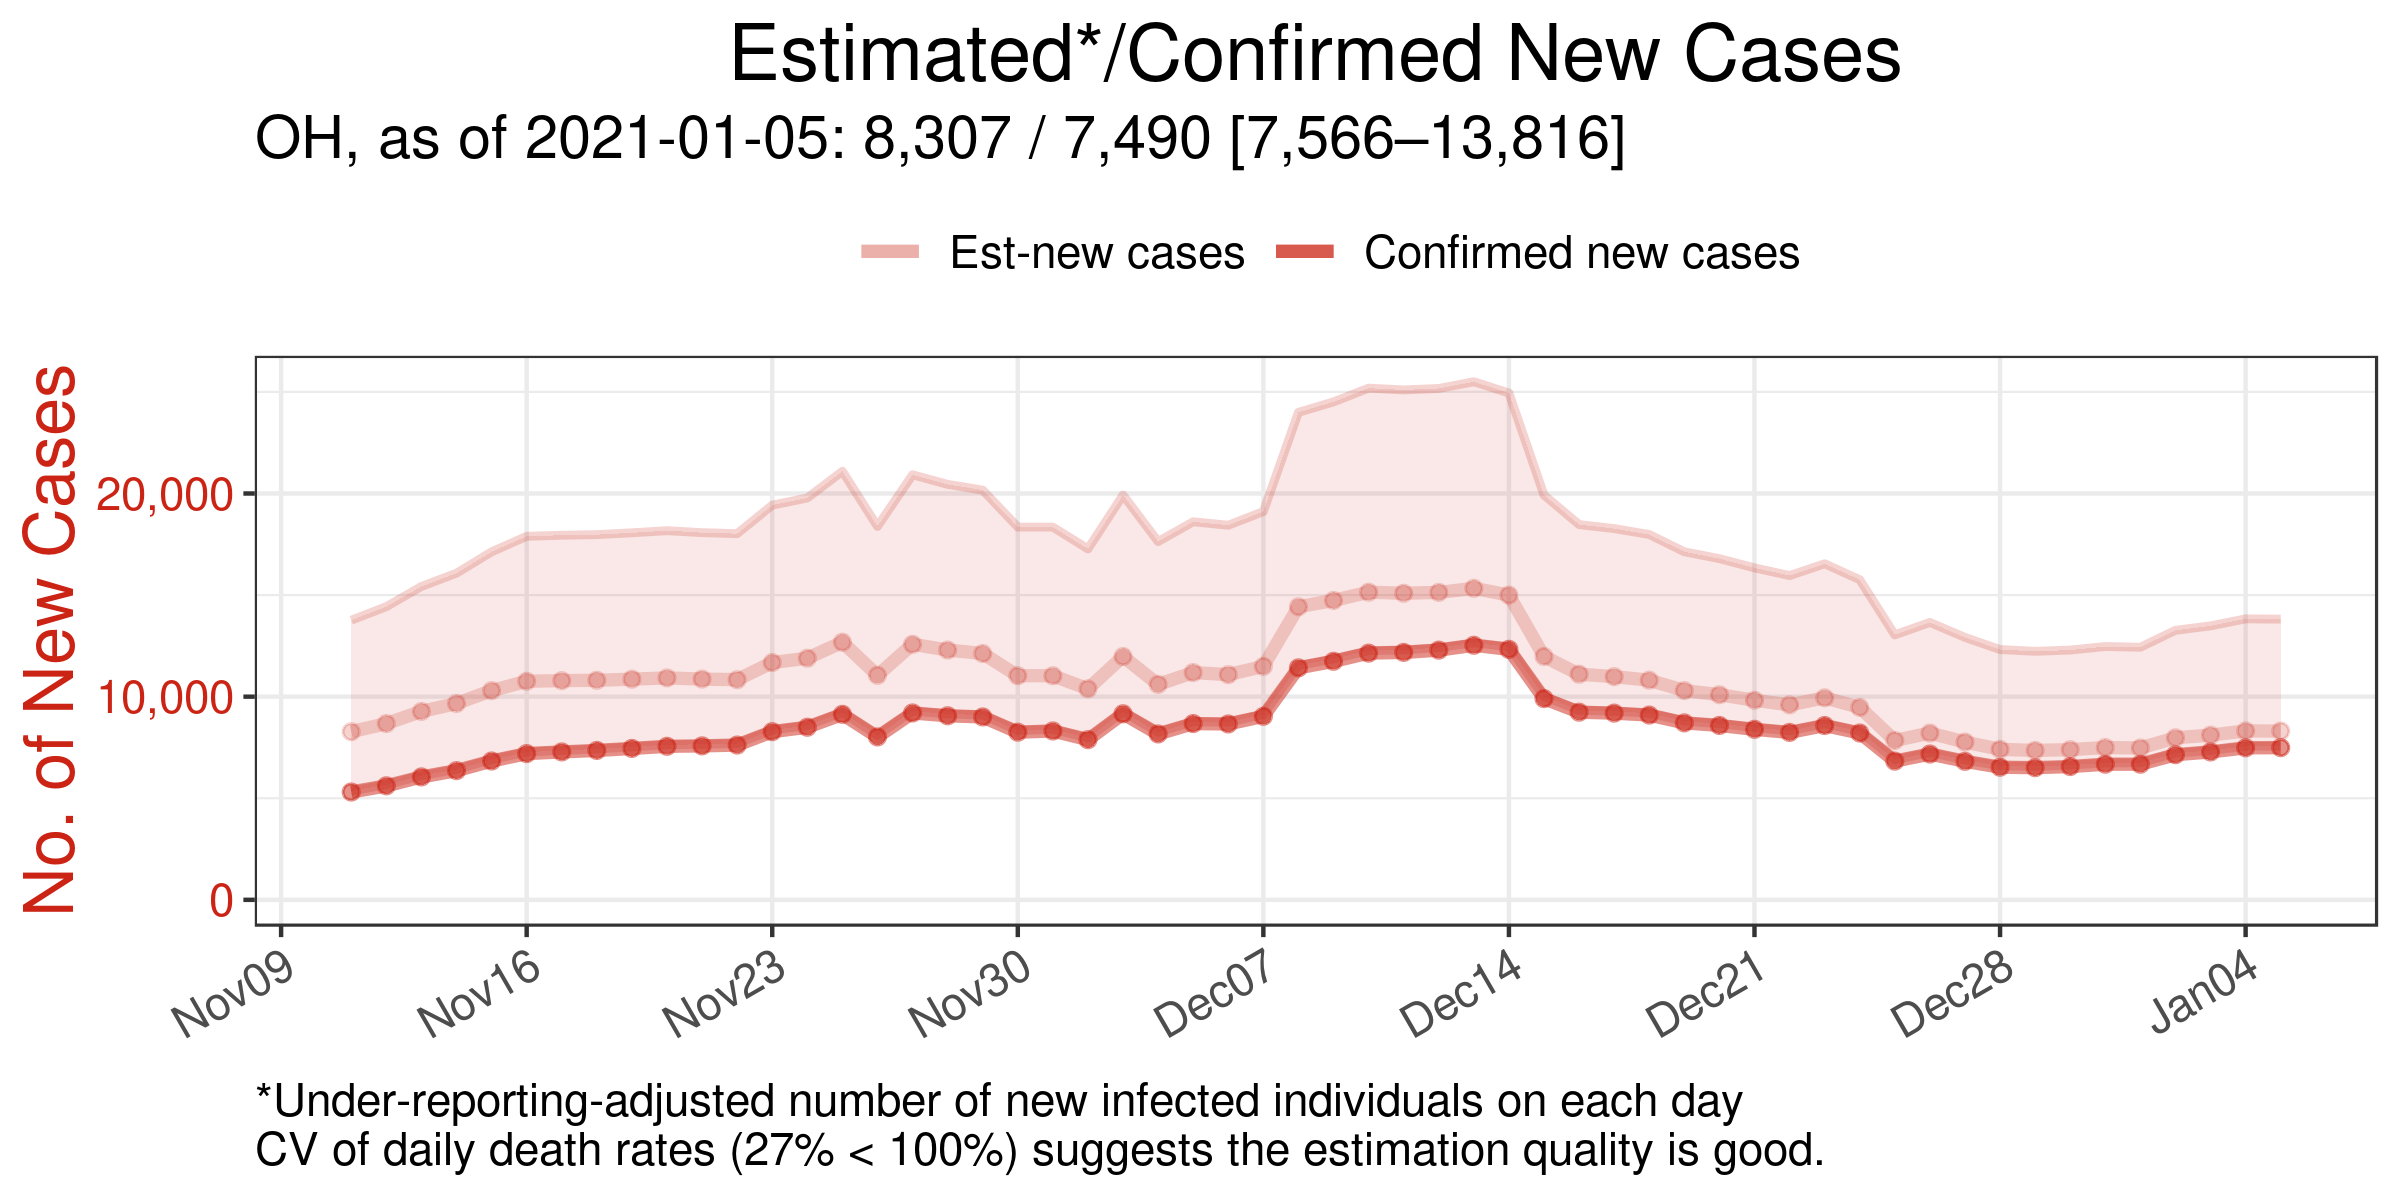 Estimated*/Confirmed New Cases
OH, as of 2021-01-05: 8,307 / 7,490 [7,566–13,816]
Est-new cases Confirmed new cases
No. of New Cases
20,000
10,000
0
Nov09 Nov16 Nov23 Nov30 Dec07 Dec14 Dec21 Dec28 Jan04
*Under-reporting-adjusted number of new infected individuals on each day
CV of daily death rates (27% < 100%) suggests the estimation quality is good.